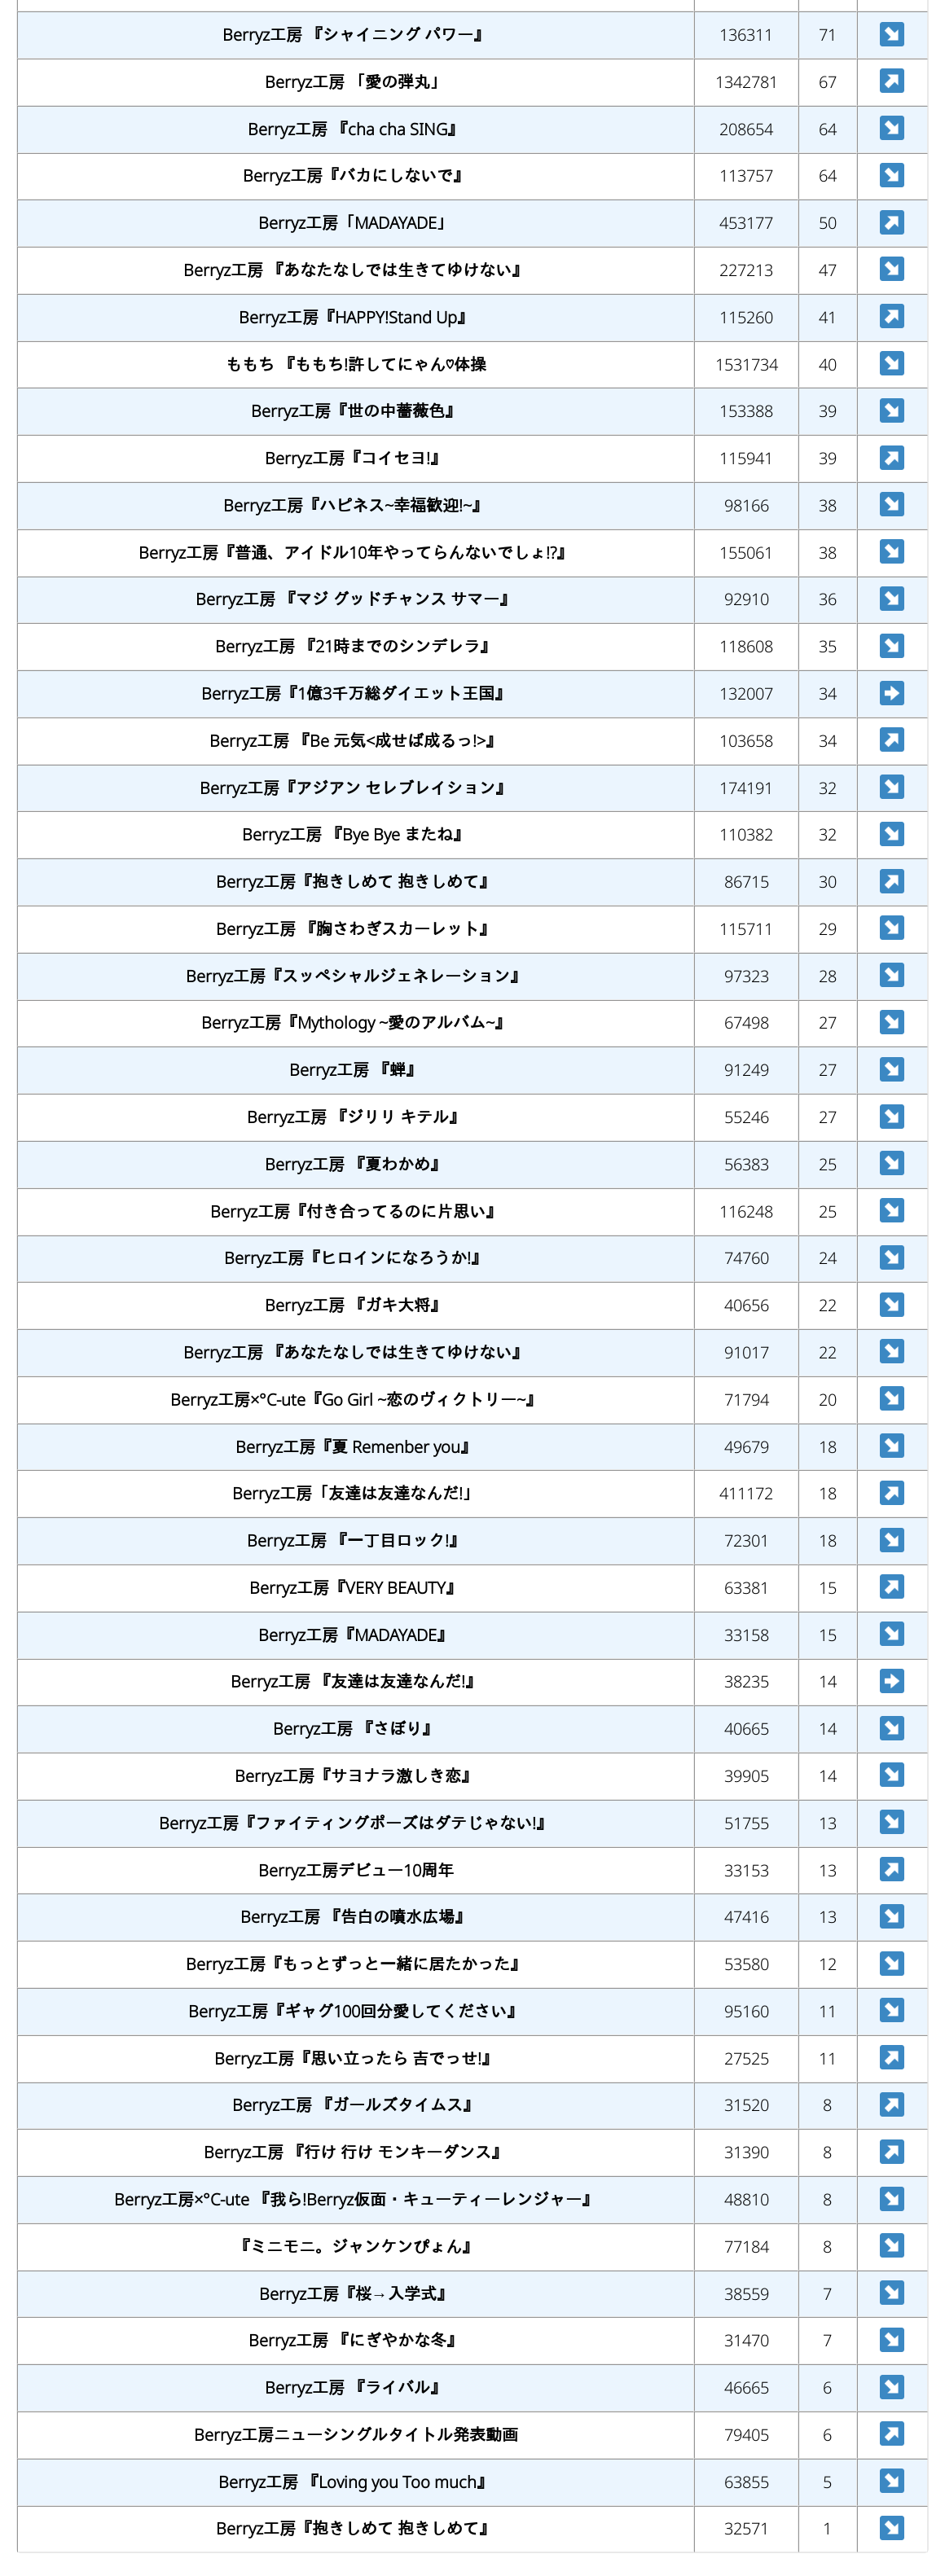 Berryz工房 『シャイニング パワー』 136311 71 ↘
Berryz工房 「愛の弾丸」 1342781 67 ↗
Berryz工房 『cha cha SING』 208654 64 ↘
Berryz工房『バカにしないで』 113757 64 ↘
Berryz工房「MADAYADE」 453177 50 ↗
Berryz工房 『あなたなしでは生きてゆけない』 227213 47 ↘
Berryz工房『HAPPY!Stand Up』 115260 41 ↗
ももち 『ももち!許してにゃん♡体操 1531734 40 ↘
Berryz工房『世の中薔薇色』 153388 39 ↘
Berryz工房『コイセヨ!』 115941 39 ↗
Berryz工房『ハピネス~幸福歓迎!~』 98166 38 ↘
Berryz工房『普通、アイドル10年やってらんないでしょ!?』 155061 38 ↘
Berryz工房 『マジ グッドチャンス サマー』 92910 36 ↘
Berryz工房 『21時までのシンデレラ』 118608 35 ↘
Berryz工房『1億3千万総ダイエット王国』 132007 34 ➡
Berryz工房 『Be 元気<成せば成るっ!>』 103658 34 ↗
Berryz工房『アジアン セレブレイション』 174191 32 ↘
Berryz工房 『Bye Bye またね』 110382 32 ↘
Berryz工房『抱きしめて 抱きしめて』 86715 30 ↗
Berryz工房 『胸さわぎスカーレット』 115711 29 ↘
Berryz工房『スッペシャルジェネレーション』 97323 28 ↘
Berryz工房『Mythology ~愛のアルバム~』 67498 27 ↘
Berryz工房 『蝉』 91249 27 ↘
Berryz工房 『ジリリ キテル』 55246 27 ↘
Berryz工房 『夏わかめ』 56383 25 ↘
Berryz工房『付き合ってるのに片思い』 116248 25 ↘
Berryz工房『ヒロインになろうか!』 74760 24 ↘
Berryz工房 『ガキ大将』 40656 22 ↘
Berryz工房 『あなたなしでは生きてゆけない』 91017 22 ↘
Berryz工房×°C-ute『Go Girl ~恋のヴィクトリー~』 71794 20 ↘
Berryz工房『夏 Remenber you』 49679 18 ↘
Berryz工房「友達は友達なんだ!」 411172 18 ↗
Berryz工房 『一丁目ロック!』 72301 18 ↘
Berryz工房『VERY BEAUTY』 63381 15 ↗
Berryz工房『MADAYADE』 33158 15 ↘
Berryz工房 『友達は友達なんだ!』 38235 14 ➡
Berryz工房 『さぼり』 40665 14 ↘
Berryz工房『サヨナラ激しき恋』 39905 14 ↘
Berryz工房『ファイティングポーズはダテじゃない!』 51755 13 ↘
Berryz工房デビュー10周年 33153 13 ↗
Berryz工房 『告白の噴水広場』 47416 13 ↘
Berryz工房『もっとずっと一緒に居たかった』 53580 12 ↘
Berryz工房『ギャグ100回分愛してください』 95160 11 ↘
Berryz工房『思い立ったら 吉でっせ!』 27525 11 ↗
Berryz工房 『ガールズタイムス』 31520 8 ↗
Berryz工房 『行け 行け モンキーダンス』 31390 8 ↗
Berryz工房×°C-ute 『我ら!Berryz仮面・キューティーレンジャー』 48810 8 ↘
『ミニモニ。ジャンケンぴょん』 77184 8 ↘
Berryz工房『桜→入学式』 38559 7 ↘
Berryz工房 『にぎやかな冬』 31470 7 ↘
Berryz工房 『ライバル』 46665 6 ↘
Berryz工房ニューシングルタイトル発表動画 79405 6 ↗
Berryz工房 『Loving you Too much』 63855 5 ↘
Berryz工房『抱きしめて 抱きしめて』 32571 1 ↘